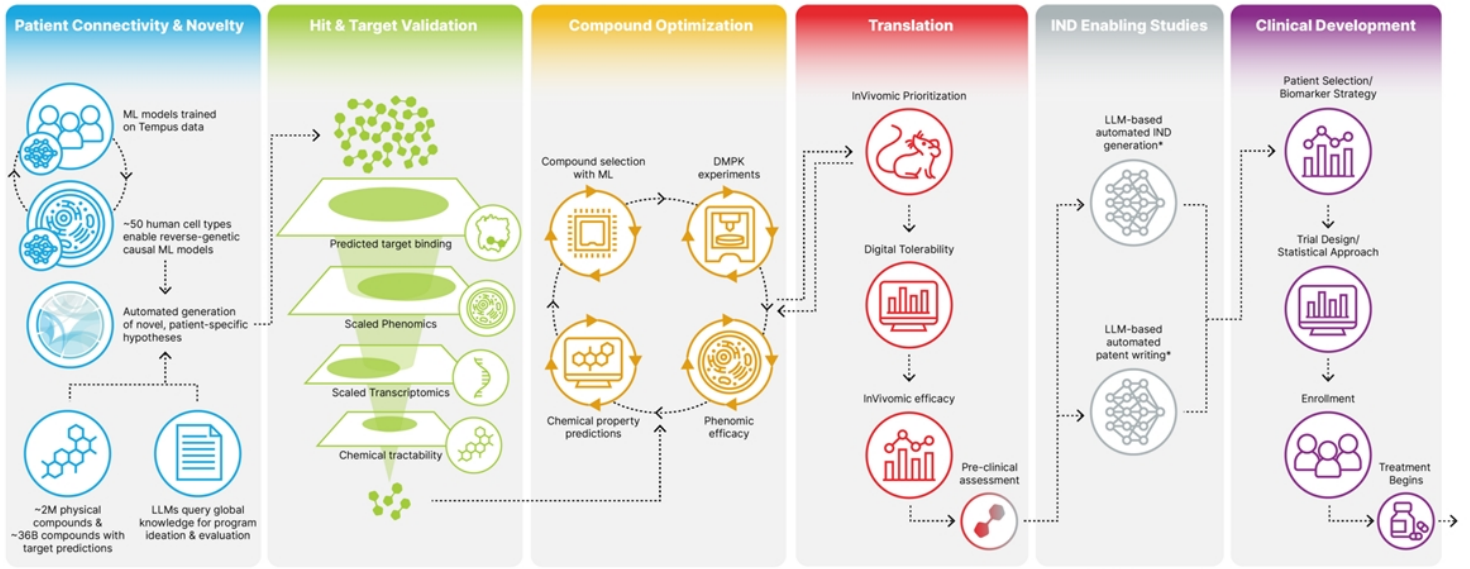 Patient Connectivity & Novelty
ML models trained
on Tempus data
~50 human cell types
enable reverse-genetic
causal ML models
Automated generation
of novel, patient-specific
hypotheses
~2M physical
compounds &
~36B compounds with
target predictions
LLMs query global
knowledge for program
ideation & evaluation
Hit & Target Validation
Predicted target binding
Scaled Phenomics
Scaled Transcriptomics
Chemical tractability
Compound Optimization
Compound selection
with ML
DMPK
experiments
Chemical property
predictions
Phenomic
efficacy
Translation
InVivomic Prioritization
Digital Tolerability
InVivomic efficacy
Pre-clinical
assessment
IND Enabling Studies
LLM-based
automated IND
generation*
LLM-based
automated
patent writing*
Clinical Development
Patient Selection/
Biomarker Strategy
Trial Design/
Statistical Approach
Enrollment
Treatment
Begins